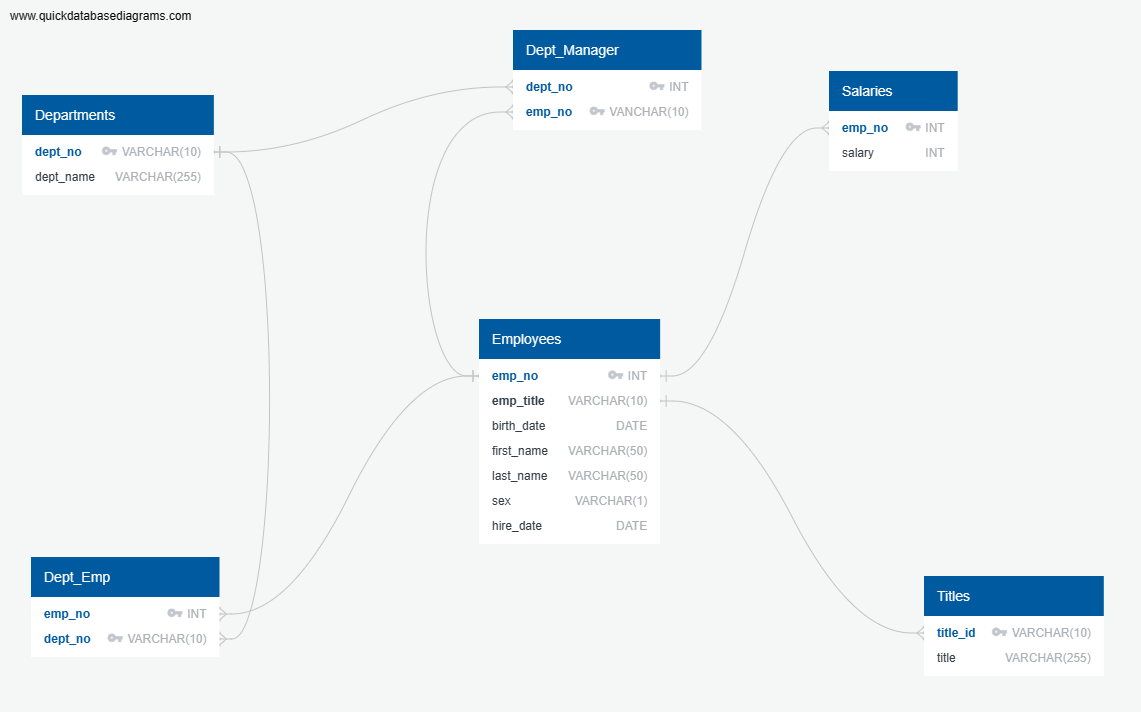 www.quickdatabasediagrams.com
Departments
dept_no VARCHAR(10)
dept_name VARCHAR(255)
Dept_Manager
dept_no INT
emp_no VANCHAR(10)
Salaries
emp_no INT
salary INT
Employees
emp_no INT
emp_title VARCHAR(10)
birth_date DATE
first_name VARCHAR(50)
last_name VARCHAR(50)
sex VARCHAR(1)
hire_date DATE
Dept_Emp
emp_no INT
dept_no VARCHAR(10)
Titles
title_id VARCHAR(10)
title VARCHAR(255)